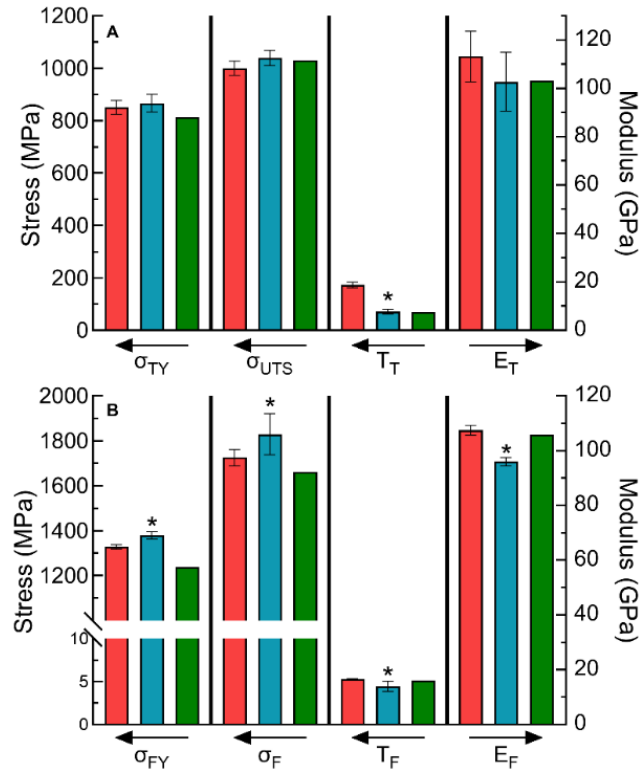 A
1200
1000
800
600
400
200
0
Stress (MPa)
120
100
80
60
40
20
0
Modulus (GPa)
*
σTY
σUTS
TT
ET
B
2000
1800
1600
1400
1200
10
5
0
Stress (MPa)
120
100
80
60
40
20
0
Modulus (GPa)
* * * *
σFY
σF
TF
EF